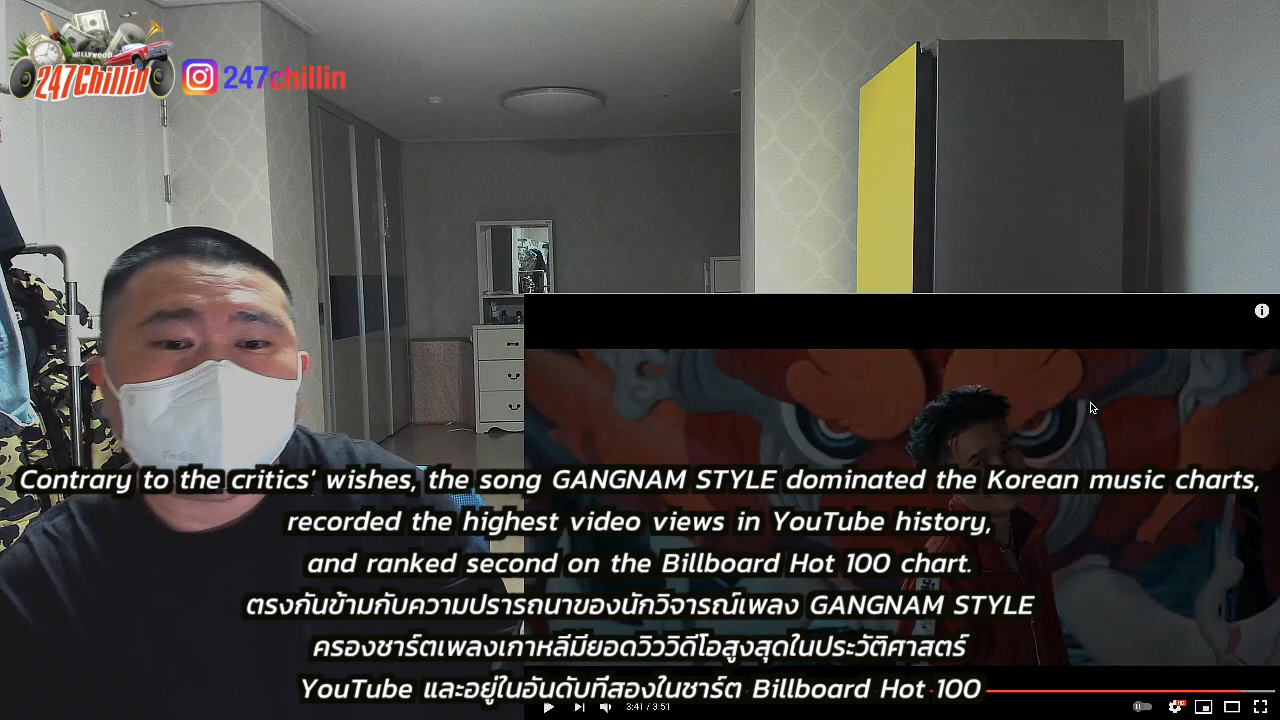 HOLLYWOOD
247Chillin
247chillin
Contrary to the critics' wishes, the song GANGNAM STYLE dominated the Korean music charts,
recorded the highest video views in YouTube history,
and ranked second on the Billboard Hot 100 chart.
ตรงกันข้ามกับความปรารถนาของนักวิจารณ์เพลง GANGNAM STYLE
ครองชาร์ตเพลงเกาหลีมียอดวิววิดีโอสูงสุดในประวัติศาสตร์
YouTube และอยู่ในอันดับที่สองในชาร์ต Billboard Hot 100
3:41 / 3:51
HD